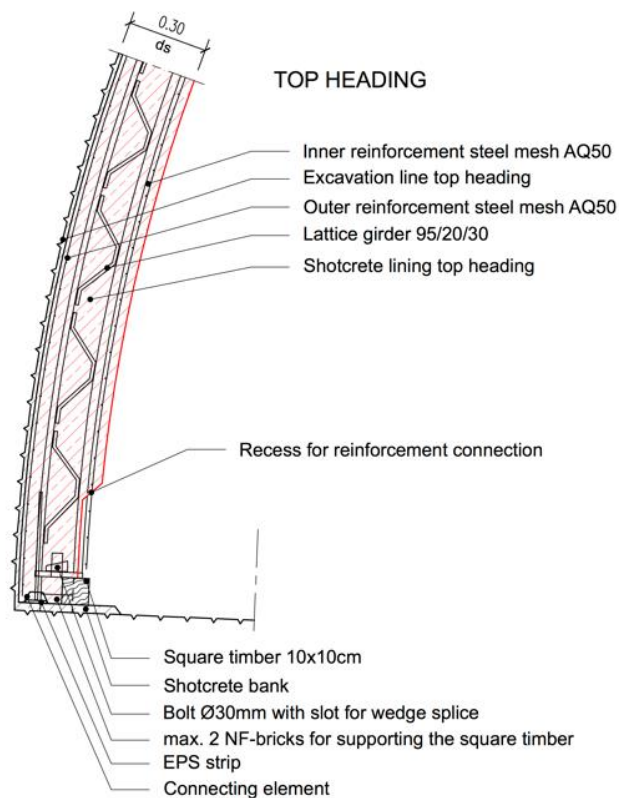 0.30
ds
TOP HEADING
Inner reinforcement steel mesh AQ50
Excavation line top heading
Outer reinforcement steel mesh AQ50
Lattice girder 95/20/30
Shotcrete lining top heading
Recess for reinforcement connection
Square timber 10x10cm
Shotcrete bank
Bolt Ø30mm with slot for wedge splice
max. 2 NF-bricks for supporting the square timber
EPS strip
Connecting element